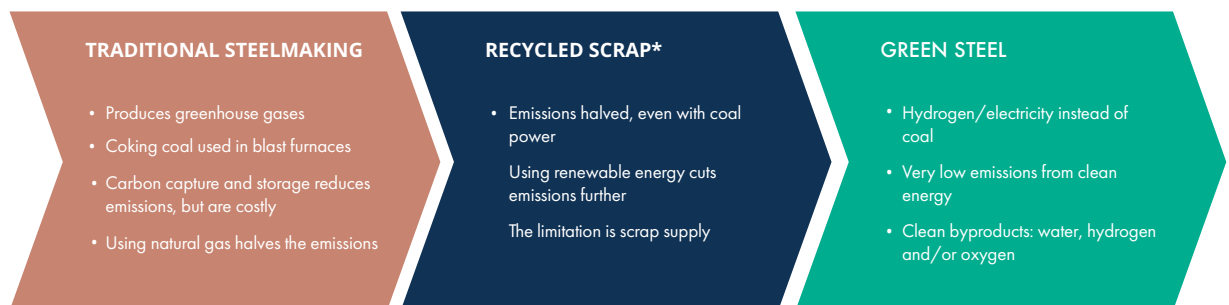 TRADITIONAL STEELMAKING
• Produces greenhouse gases
• Coking coal used in blast furnaces
• Carbon capture and storage reduces
emissions, but are costly
• Using natural gas halves the emissions
RECYCLED SCRAP*
• Emissions halved, even with coal
power
Using renewable energy cuts
emissions further
The limitation is scrap supply
GREEN STEEL
• Hydrogen/electricity instead of
coal
• Very low emissions from clean
energy
• Clean byproducts: water, hydrogen
and/or oxygen